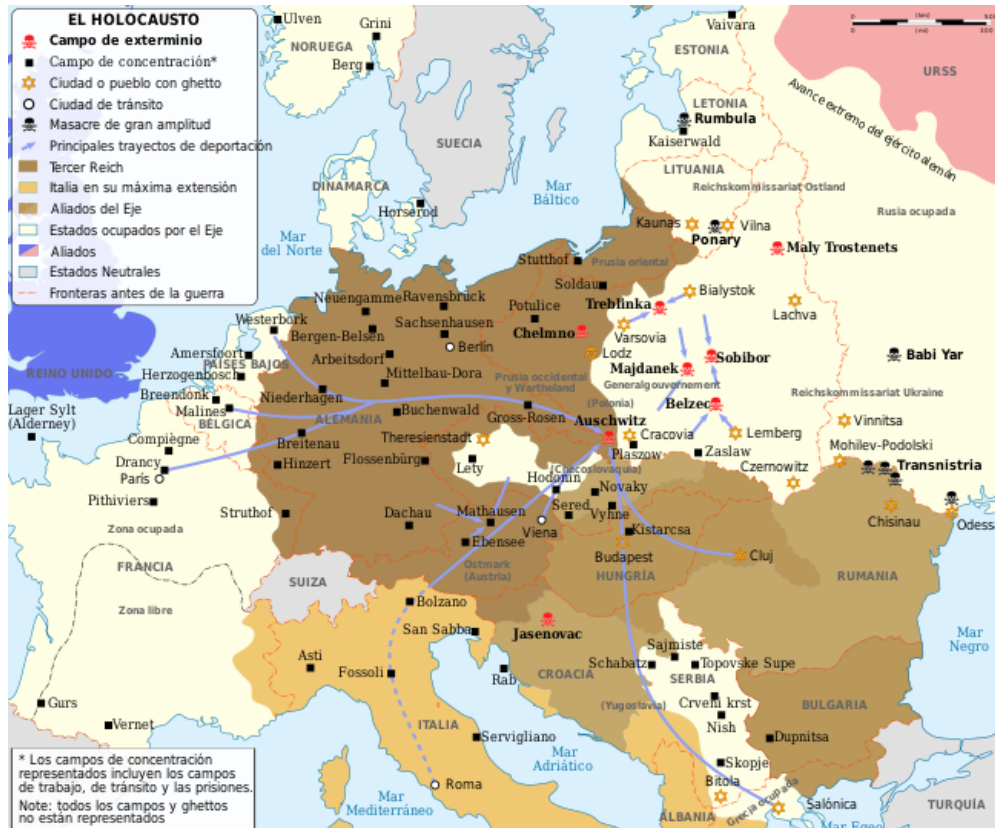 EL HOLOCAUSTO
Campo de exterminio
Campo de concentración*
Ciudad o pueblo con ghetto
Ciudad de tránsito
Masacre de gran amplitud
Principales trayectos de deportación
Tercer Reich
Italia en su máxima extensión
Aliados del Eje
Estados ocupados por el Eje
Aliados
Estados Neutrales
Fronteras antes de la guerra
Ulven
Grini
NORUEGA
Berg
SUECIA
Vaivara
ESTONIA
URSS
Avance extremo del ejército alemán
LETONIA
Rumbula
Kaiserwald
LITUANIA
Reichskommissariat Ostland
Rusia ocupada
DINAMARCA
Horserod
Mar
Báltico
Mar
del Norte
Kaunas
Vilna
Ponary
Maly Trostenets
Stutthof
Prusia oriental
Soldau
Treblinka
Bialystok
Lachva
Neuengamme
Ravensbrück
Potulice
Sachsenhausen
Chelmno
Varsovia
Westerbork
Bergen-Belsen
Berlín
Lodz
Sobibor
Babi Yar
Amersfoort
PAÍSES BAJOS
Arbeitsdorf
Majdanek
Herzogenbosch
Mittelbau-Dora
Prusia occidental
y Wartheland
Generalgouvernement
(Polonia)
Reichskommissariat Ukraine
REINO UNIDO
Breendonk
Niederhagen
Belzec
Malines
BÉLGICA
ALEMANIA
Buchenwald
Gross-Rosen
Auschwitz
Vinnitsa
Lager Sylt
(Alderney)
Compiègne
Breitenau
Theresienstadt
Cracovia
Plaszow
Lemberg
Mohilev-Podolski
Drancy
París
Hinzert
Flossenbürg
Lety
(Checoslovaquia)
Zaslaw
Czernowitz
Transnistria
Pithiviers
Hodonin
Novaky
Struthof
Dachau
Mathausen
Sered
Vyhne
Chisinau
Odessa
Zona ocupada
Viena
Kistarcsa
Ebensee
Budapest
Cluj
FRANCIA
SUIZA
Ostmark
(Austria)
HUNGRÍA
RUMANIA
Zona libre
Bolzano
San Sabba
Jasenovac
Mar
Negro
Asti
Fossoli
Rab
CROACIA
Sajmiste
Schabatz
Topovske Supe
SERBIA
Gurs
Crveni krst
(Yugoslavia)
Nish
BULGARIA
Vernet
ITALIA
Servigliano
Dupnitsa
Mar
Adriático
Skopje
Roma
Bitola
Mar
Mediterráneo
ALBANIA
Grecia ocupada
Salónica
TURQUÍA
Mar Egeo
* Los campos de concentración
representados incluyen los campos
de trabajo, de tránsito y las prisiones.
Note: todos los campos y ghettos
no están representados